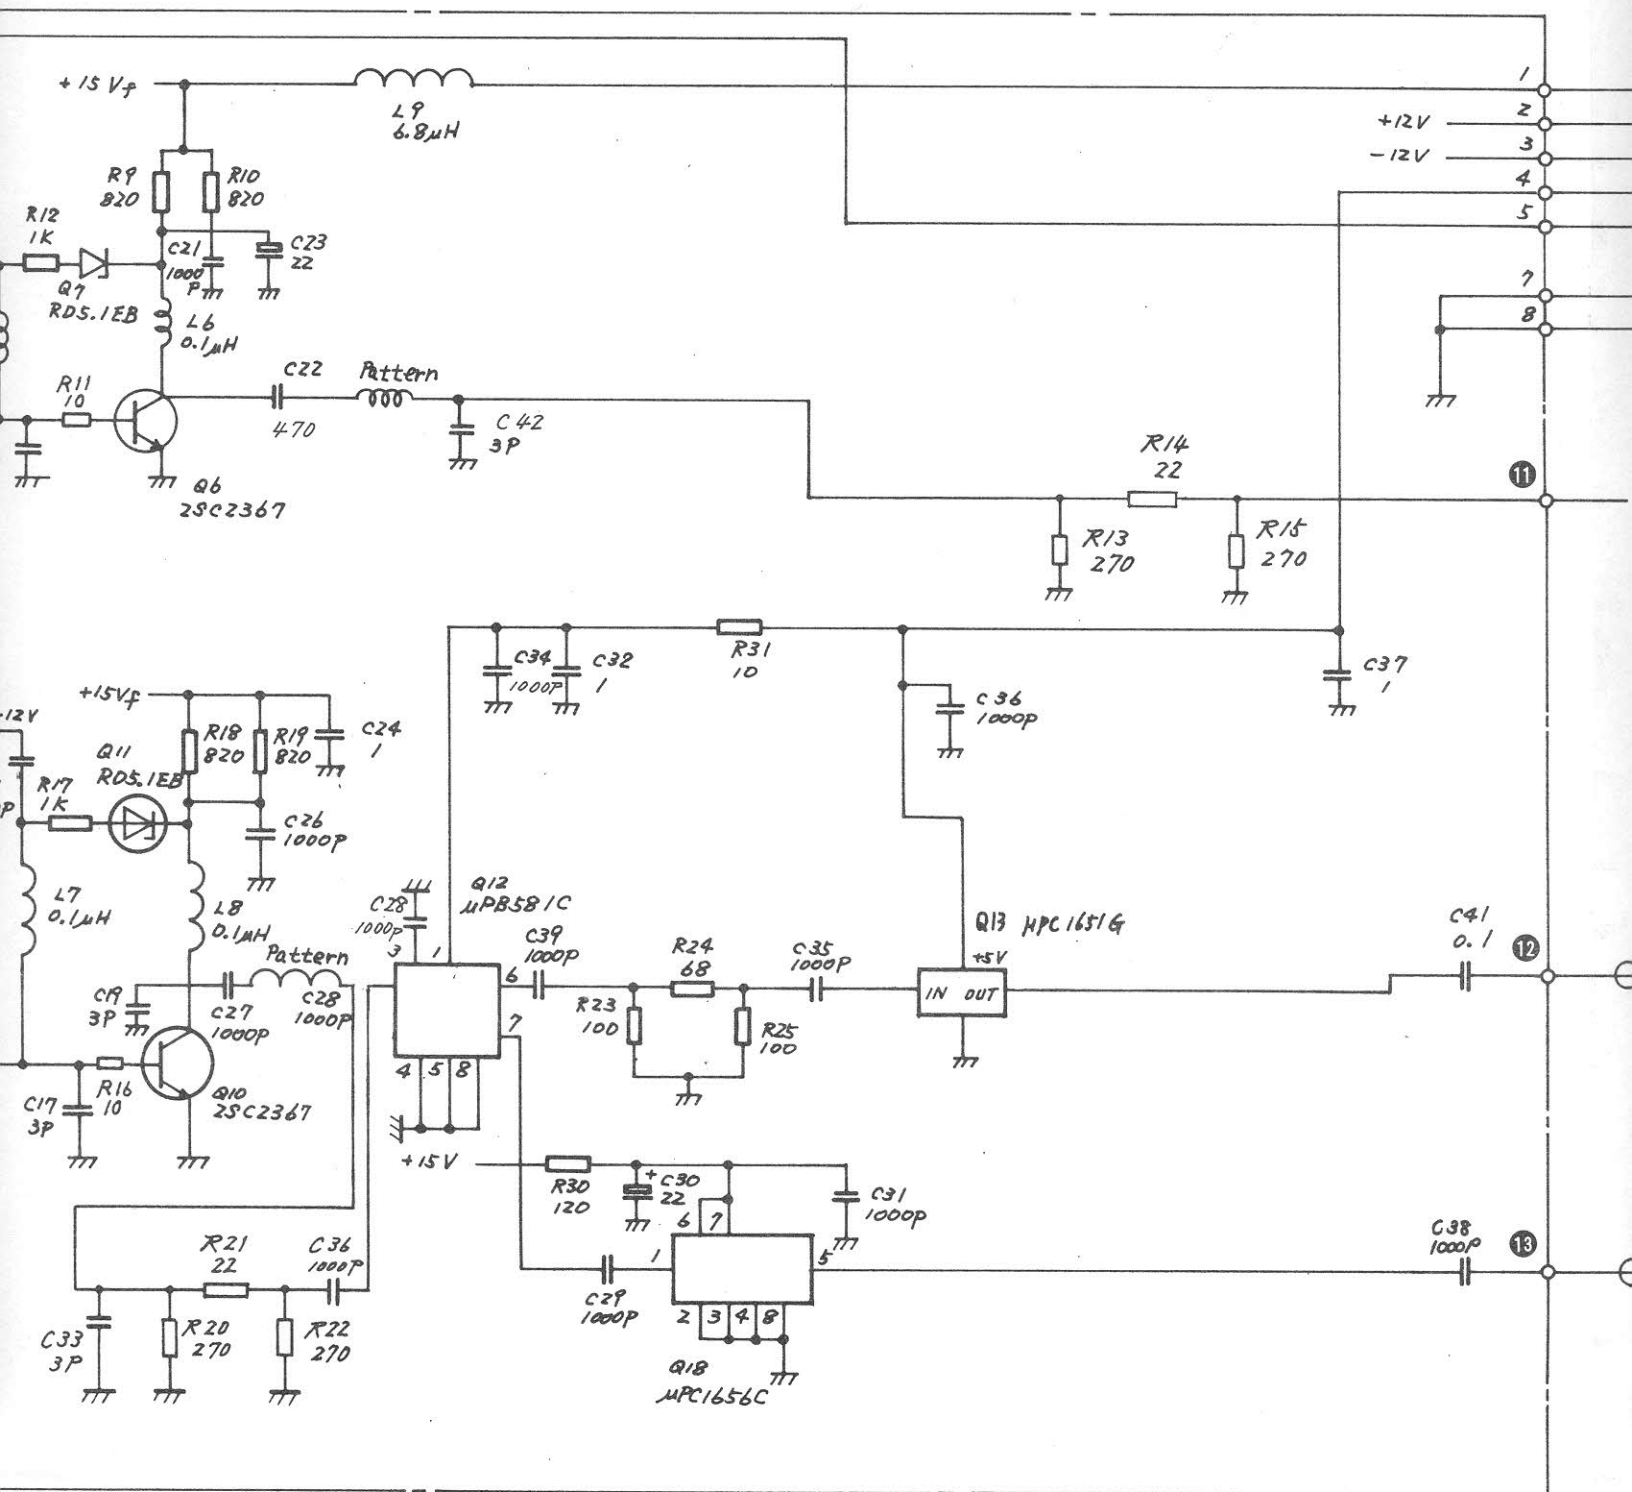 +15Vf
L9
6.8μH
1
2
+12V
3
-12V
4
5
7
8
R9
820
R10
820
R12
1K
C21
1000
P
C23
22
Q7
RD5.1EB
L6
0.1μH
C22
470
Pattern
R11
10
C42
3P
Q6
2SC2367
R14
22
11
R13
270
R15
270
C34
1000P
C32
1
R31
10
C37
1
C36
1000P
+15Vf
-12V
C24
1
R18
820
R19
820
Q11
RD5.1EB
R17
1K
P
C26
1000P
L7
0.1μH
L8
0.1μH
Pattern
C28
1000P
3
1
Q12
μPB581C
C39
1000P
6
7
R24
68
C35
1000P
Q13 μPC1651G
+5V
IN OUT
C41
0.1
12
C19
3P
C27
1000P
C28
1000P
R23
100
R25
100
4 5 8
R16
10
C17
3P
Q10
2SC2367
+15V
R30
120
+
C30
22
C31
1000P
6 7
1
5
C38
1000P
13
R21
22
C36
1000P
C29
1000P
2 3 4 8
C33
3P
R20
270
R22
270
Q18
μPC1656C